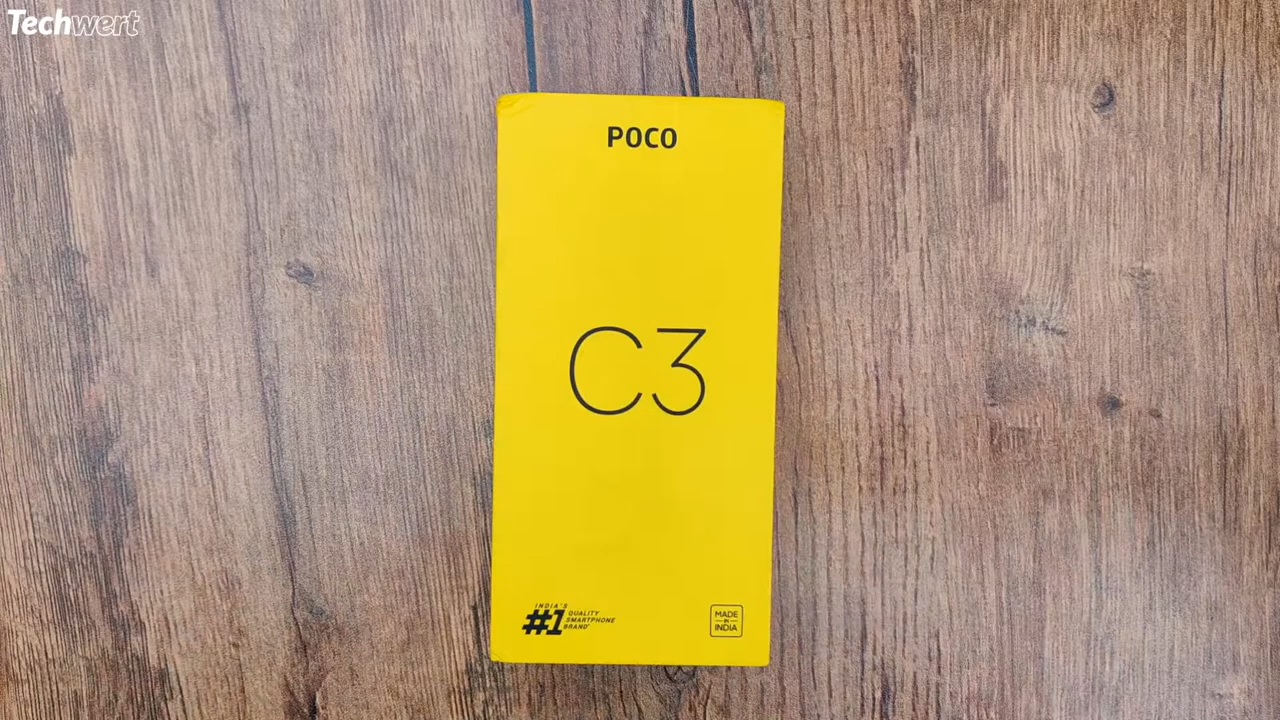 Techwert
POCO
C3
INDIA'S
#1 QUALITY
SMARTPHONE
BRAND*
MADE
IN
INDIA